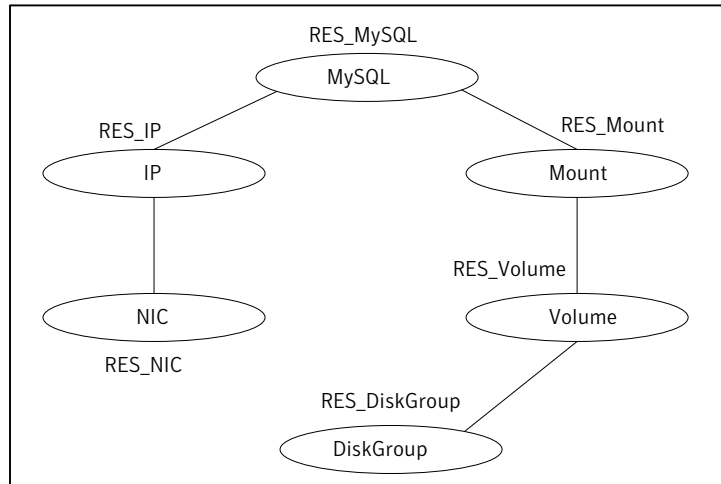 RES_MySQL
MySQL
RES_IP
RES_Mount
IP
Mount
RES_Volume
NIC
Volume
RES_NIC
RES_DiskGroup
DiskGroup